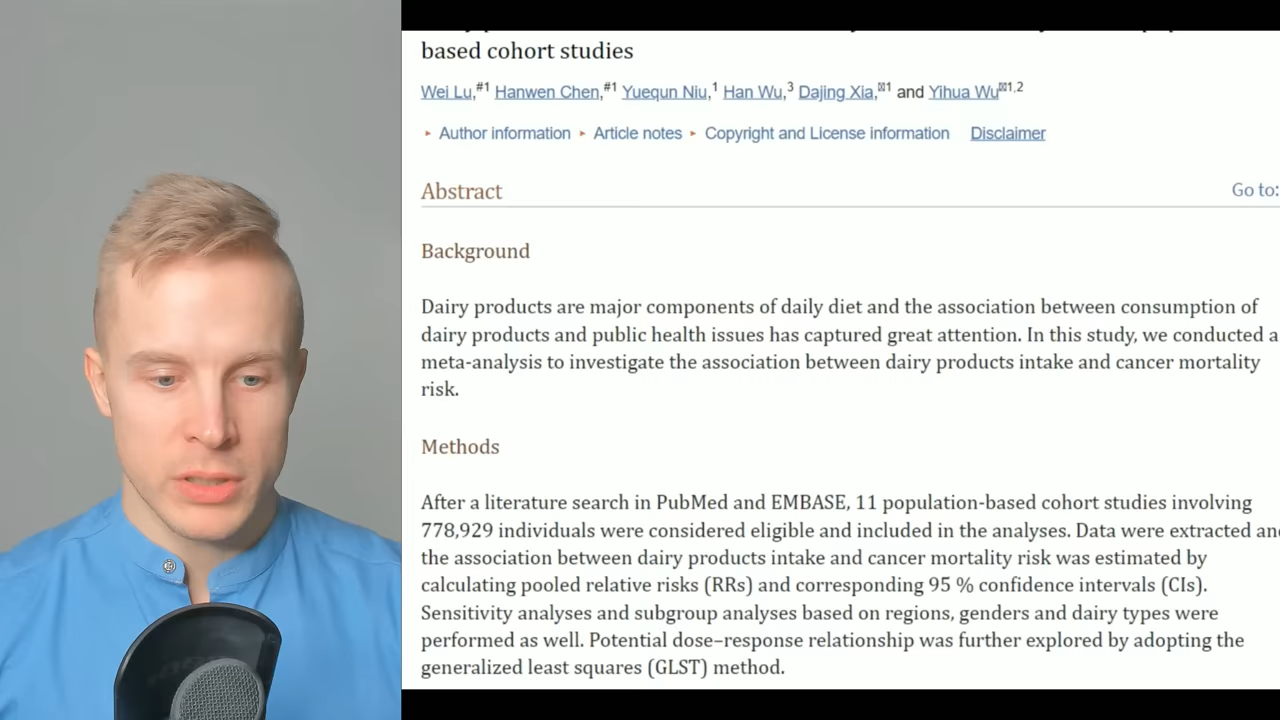 based cohort studies
Wei Lu,#1 Hanwen Chen,#1 Yuequn Niu,1 Han Wu,3 Dajing Xia,✉1 and Yihua Wu✉1,2
▸ Author information ▸ Article notes ▸ Copyright and License information Disclaimer
Abstract
Go to:
Background
Dairy products are major components of daily diet and the association between consumption of
dairy products and public health issues has captured great attention. In this study, we conducted a
meta-analysis to investigate the association between dairy products intake and cancer mortality
risk.
Methods
After a literature search in PubMed and EMBASE, 11 population-based cohort studies involving
778,929 individuals were considered eligible and included in the analyses. Data were extracted an
the association between dairy products intake and cancer mortality risk was estimated by
calculating pooled relative risks (RRs) and corresponding 95 % confidence intervals (CIs).
Sensitivity analyses and subgroup analyses based on regions, genders and dairy types were
performed as well. Potential dose–response relationship was further explored by adopting the
generalized least squares (GLST) method.